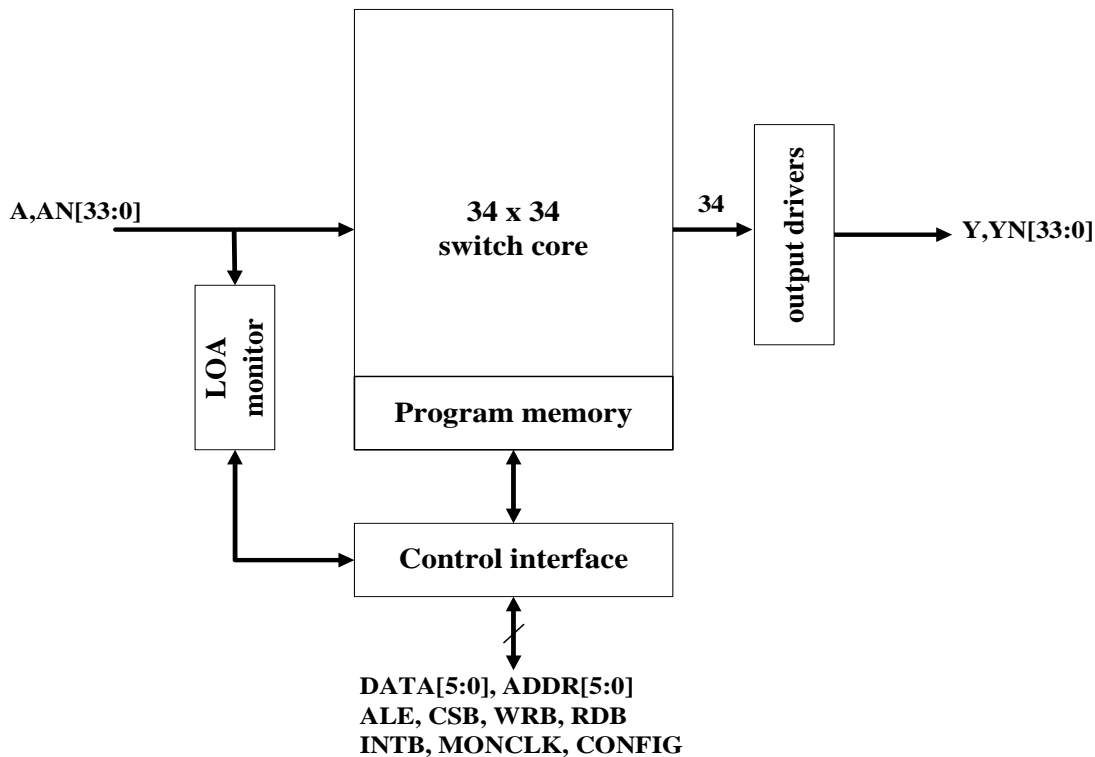 34 x 34
switch core
A,AN[33:0]
34
output drivers
Y,YN[33:0]
LOA
monitor
Program memory
Control interface
DATA[5:0], ADDR[5:0]
ALE, CSB, WRB, RDB
INTB, MONCLK, CONFIG